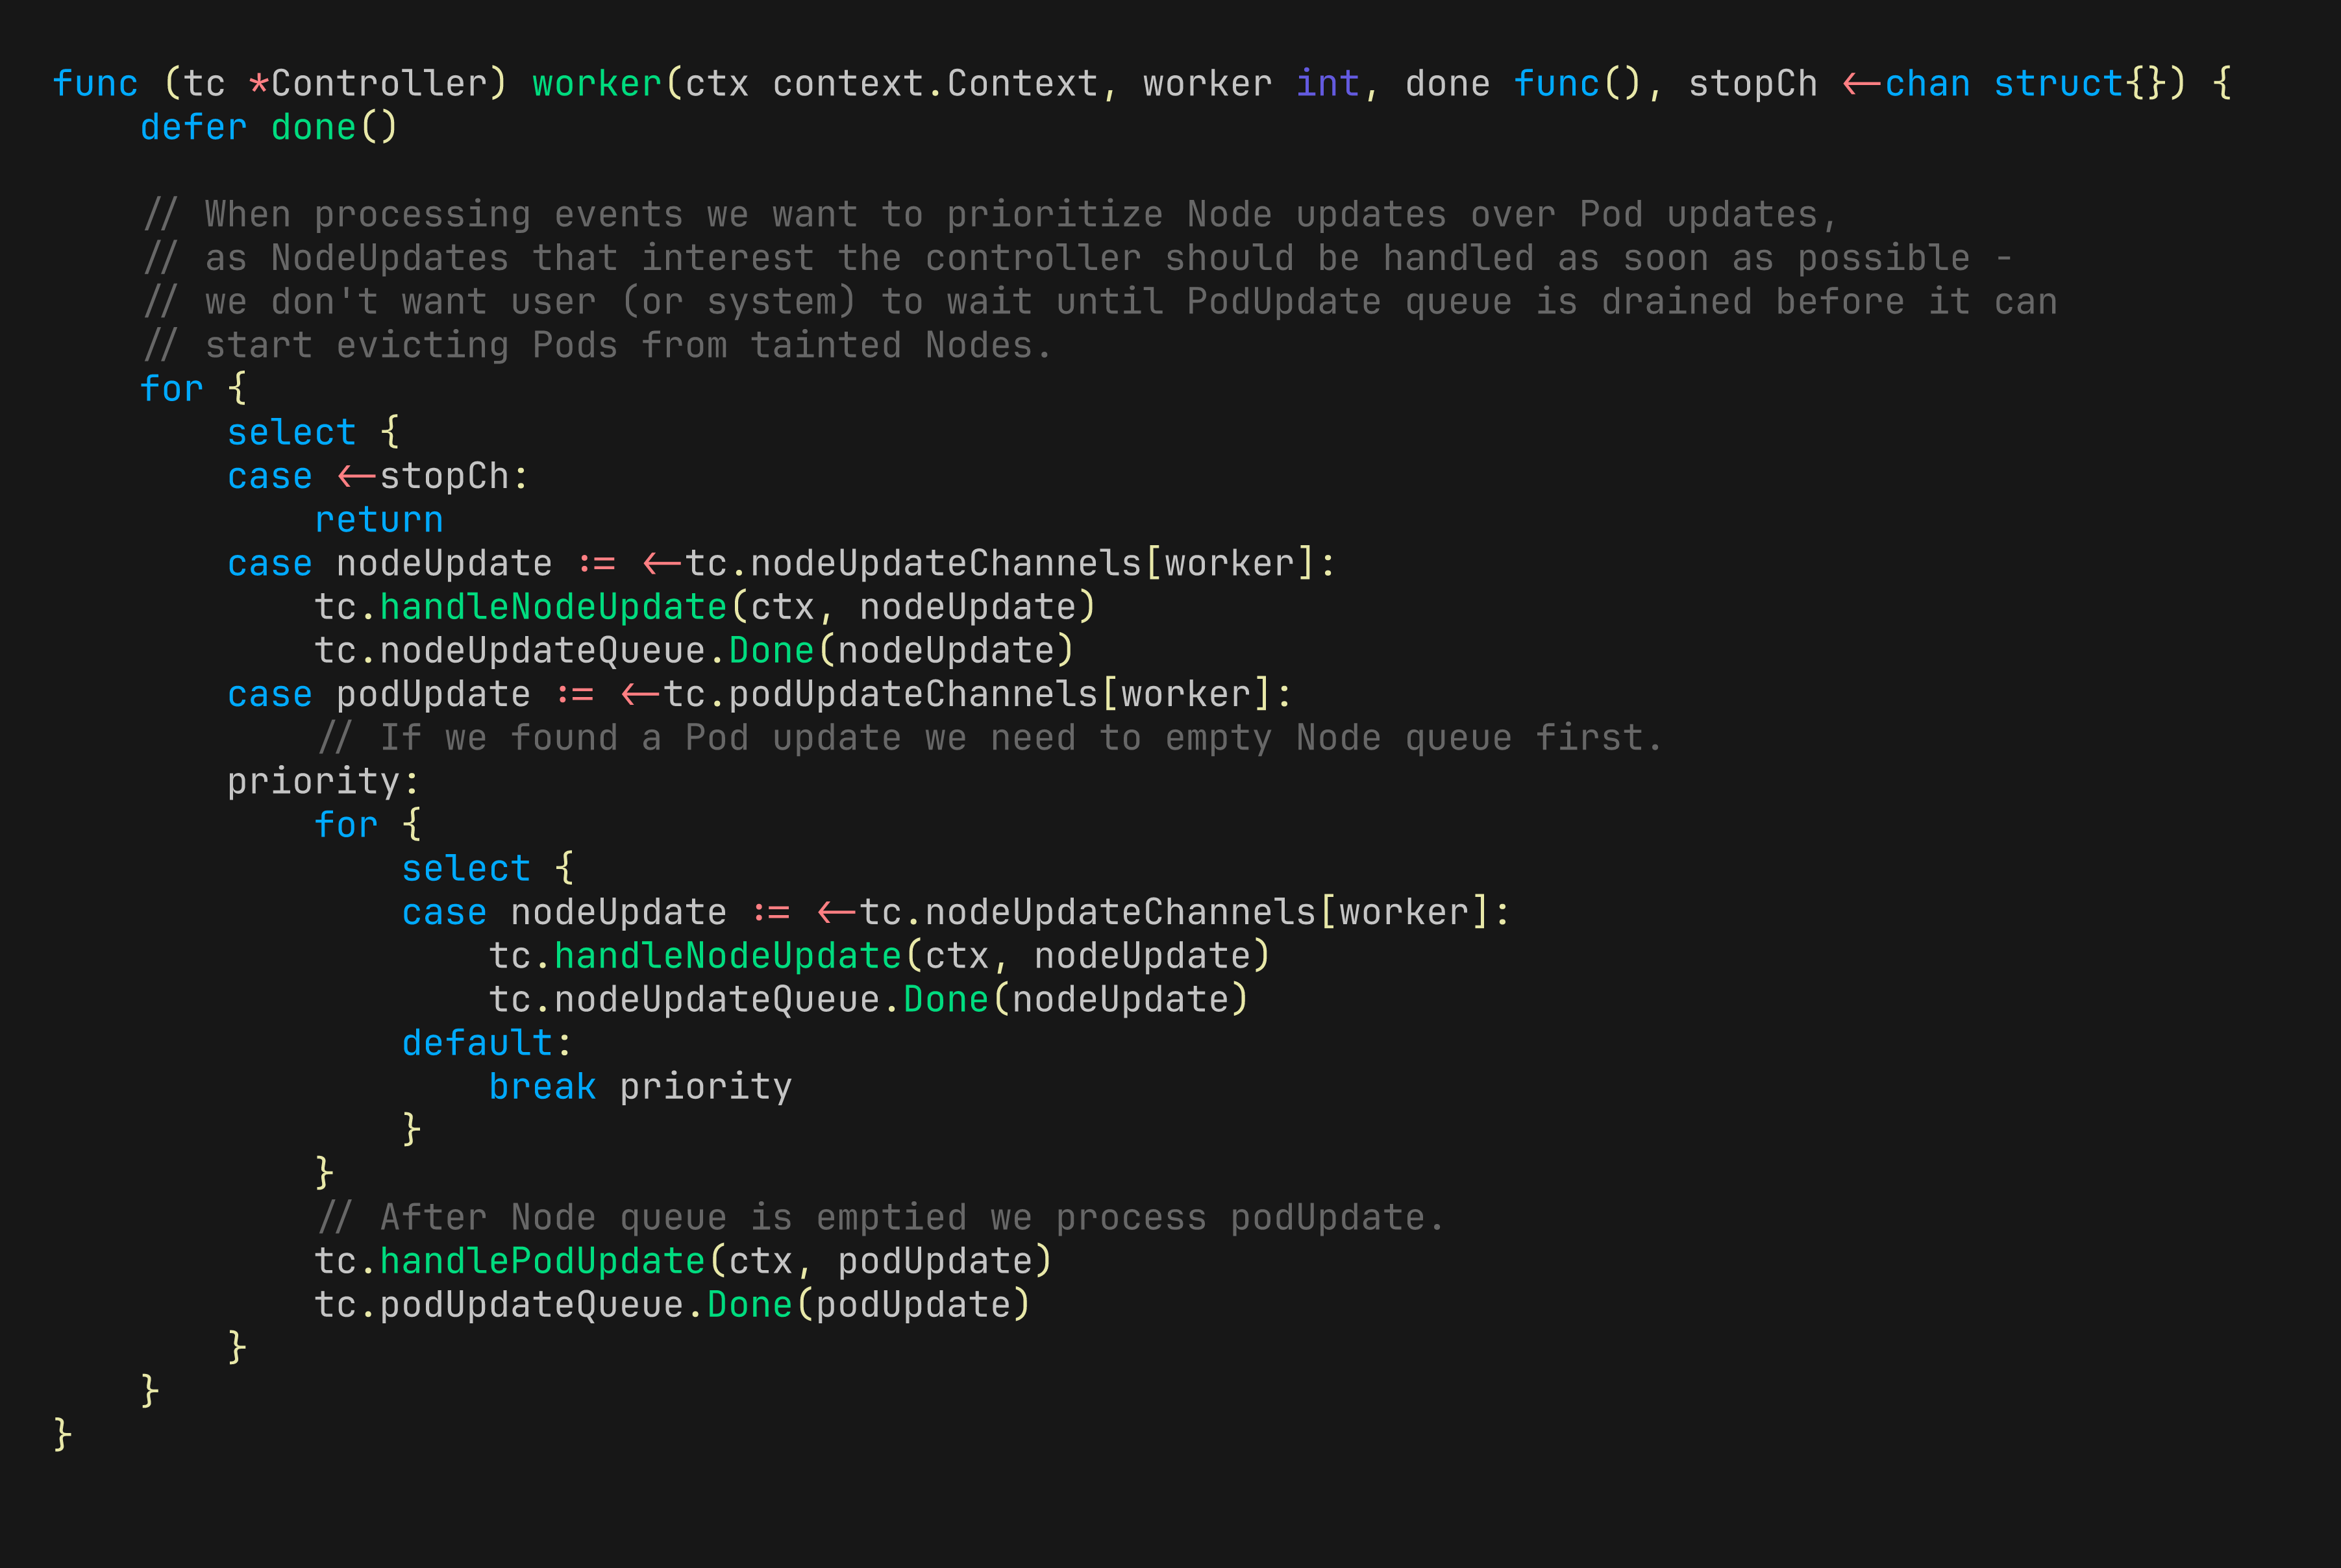 func (tc *Controller) worker(ctx context.Context, worker int, done func(), stopCh <-chan struct{}) {
    defer done()

    // When processing events we want to prioritize Node updates over Pod updates,
    // as NodeUpdates that interest the controller should be handled as soon as possible -
    // we don't want user (or system) to wait until PodUpdate queue is drained before it can
    // start evicting Pods from tainted Nodes.
    for {
        select {
        case <-stopCh:
            return
        case nodeUpdate := <-tc.nodeUpdateChannels[worker]:
            tc.handleNodeUpdate(ctx, nodeUpdate)
            tc.nodeUpdateQueue.Done(nodeUpdate)
        case podUpdate := <-tc.podUpdateChannels[worker]:
            // If we found a Pod update we need to empty Node queue first.
        priority:
            for {
                select {
                case nodeUpdate := <-tc.nodeUpdateChannels[worker]:
                    tc.handleNodeUpdate(ctx, nodeUpdate)
                    tc.nodeUpdateQueue.Done(nodeUpdate)
                default:
                    break priority
                }
            }
            // After Node queue is emptied we process podUpdate.
            tc.handlePodUpdate(ctx, podUpdate)
            tc.podUpdateQueue.Done(podUpdate)
        }
    }
}